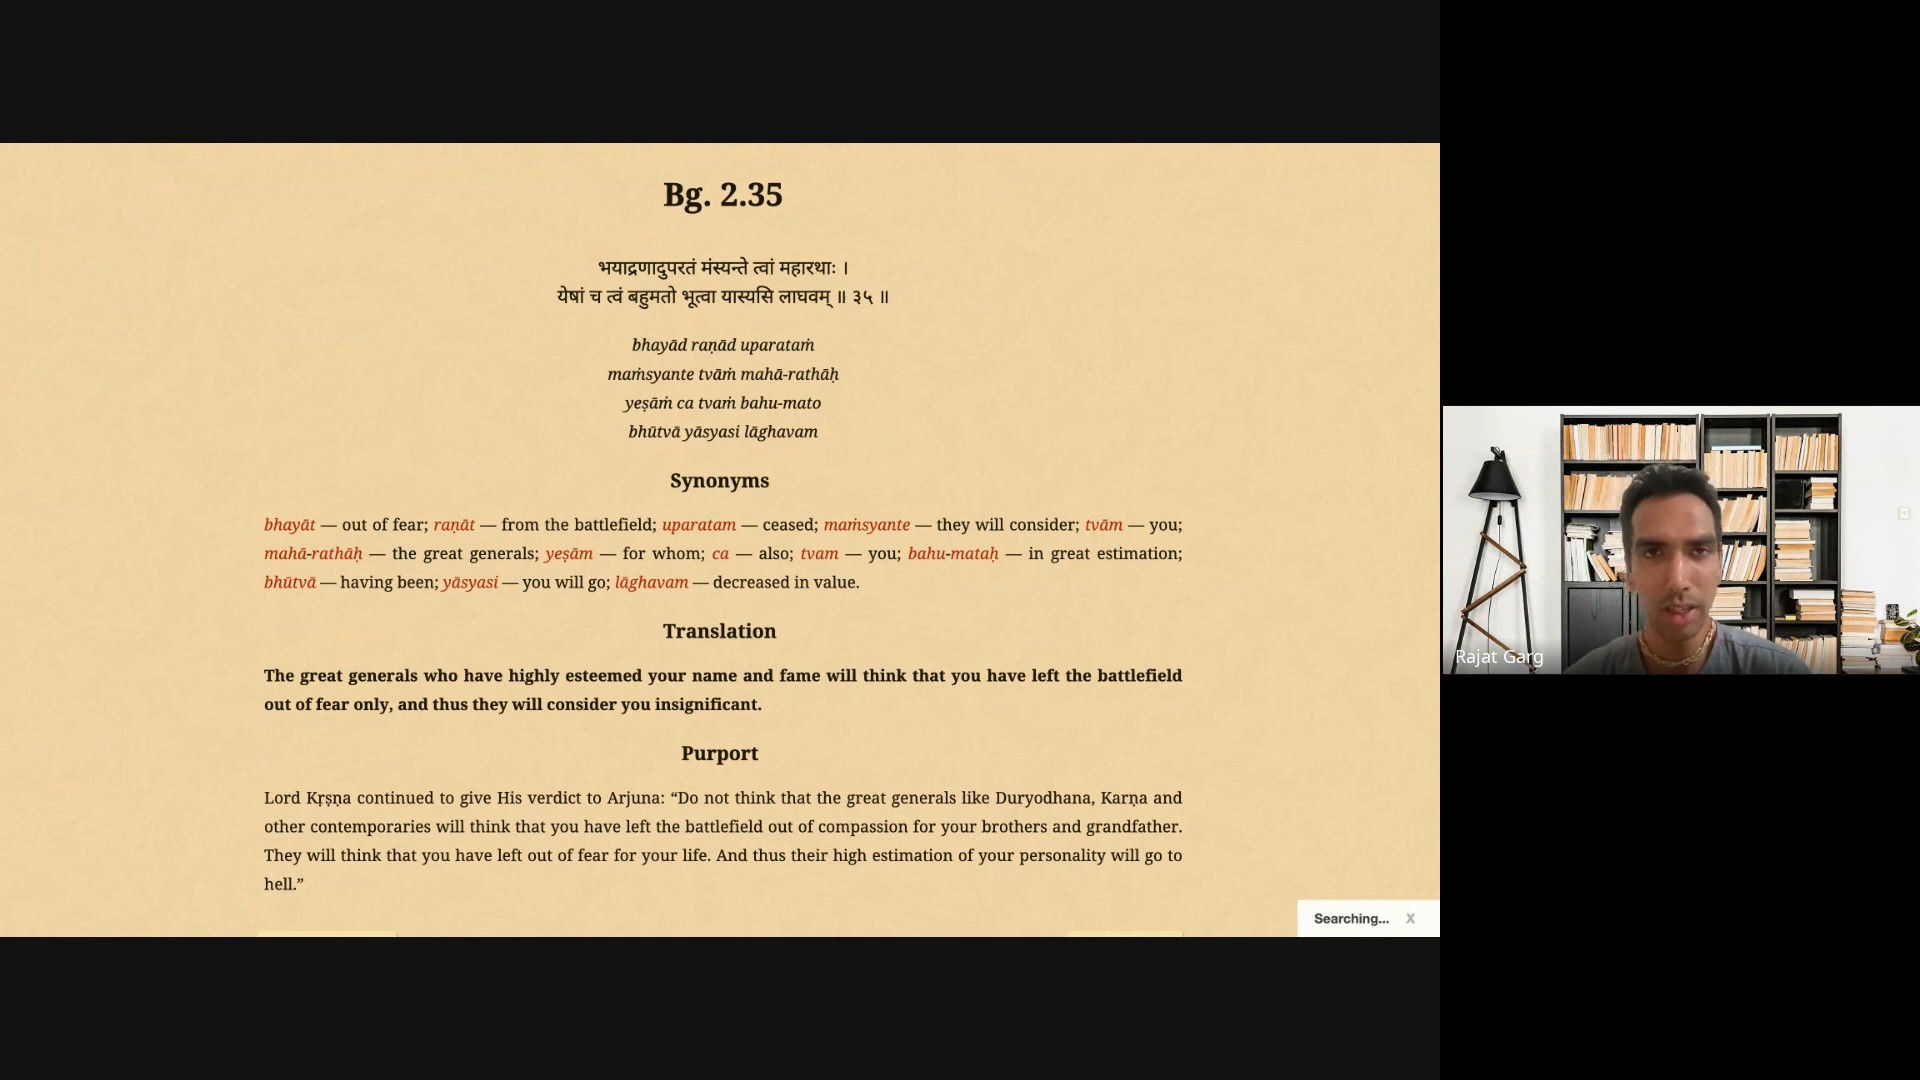 Bg. 2.35
भयाद्रणादुपरतं मंस्यन्ते त्वां महारथाः ।
येषां च त्वं बहुमतो भूत्वा यास्यसि लाघवम् ॥ ३५ ॥
bhayād raṇād uparataṁ
maṁsyante tvāṁ mahā-rathāḥ
yeṣāṁ ca tvaṁ bahu-mato
bhūtvā yāsyasi lāghavam
Synonyms
bhayāt — out of fear; raṇāt — from the battlefield; uparatam — ceased; maṁsyante — they will consider; tvām — you;
mahā-rathāḥ — the great generals; yeṣām — for whom; ca — also; tvam — you; bahu-mataḥ — in great estimation;
bhūtvā — having been; yāsyasi — you will go; lāghavam — decreased in value.
Translation
The great generals who have highly esteemed your name and fame will think that you have left the battlefield
out of fear only, and thus they will consider you insignificant.
Purport
Lord Kṛṣṇa continued to give His verdict to Arjuna: “Do not think that the great generals like Duryodhana, Karṇa and
other contemporaries will think that you have left the battlefield out of compassion for your brothers and grandfather.
They will think that you have left out of fear for your life. And thus their high estimation of your personality will go to
hell.”
Searching... X
Rajat Garg